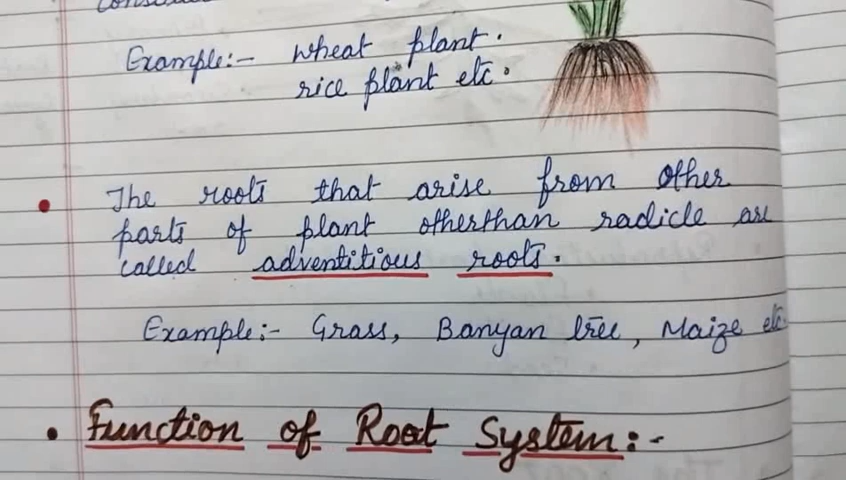 Example:- wheat plant.
rice plant etc.
• The roots that arise from other
parts of plant otherthan radicle are
called adventitious roots.
Example:- Grass, Banyan tree, Maize etc.
• Function of Root System:-